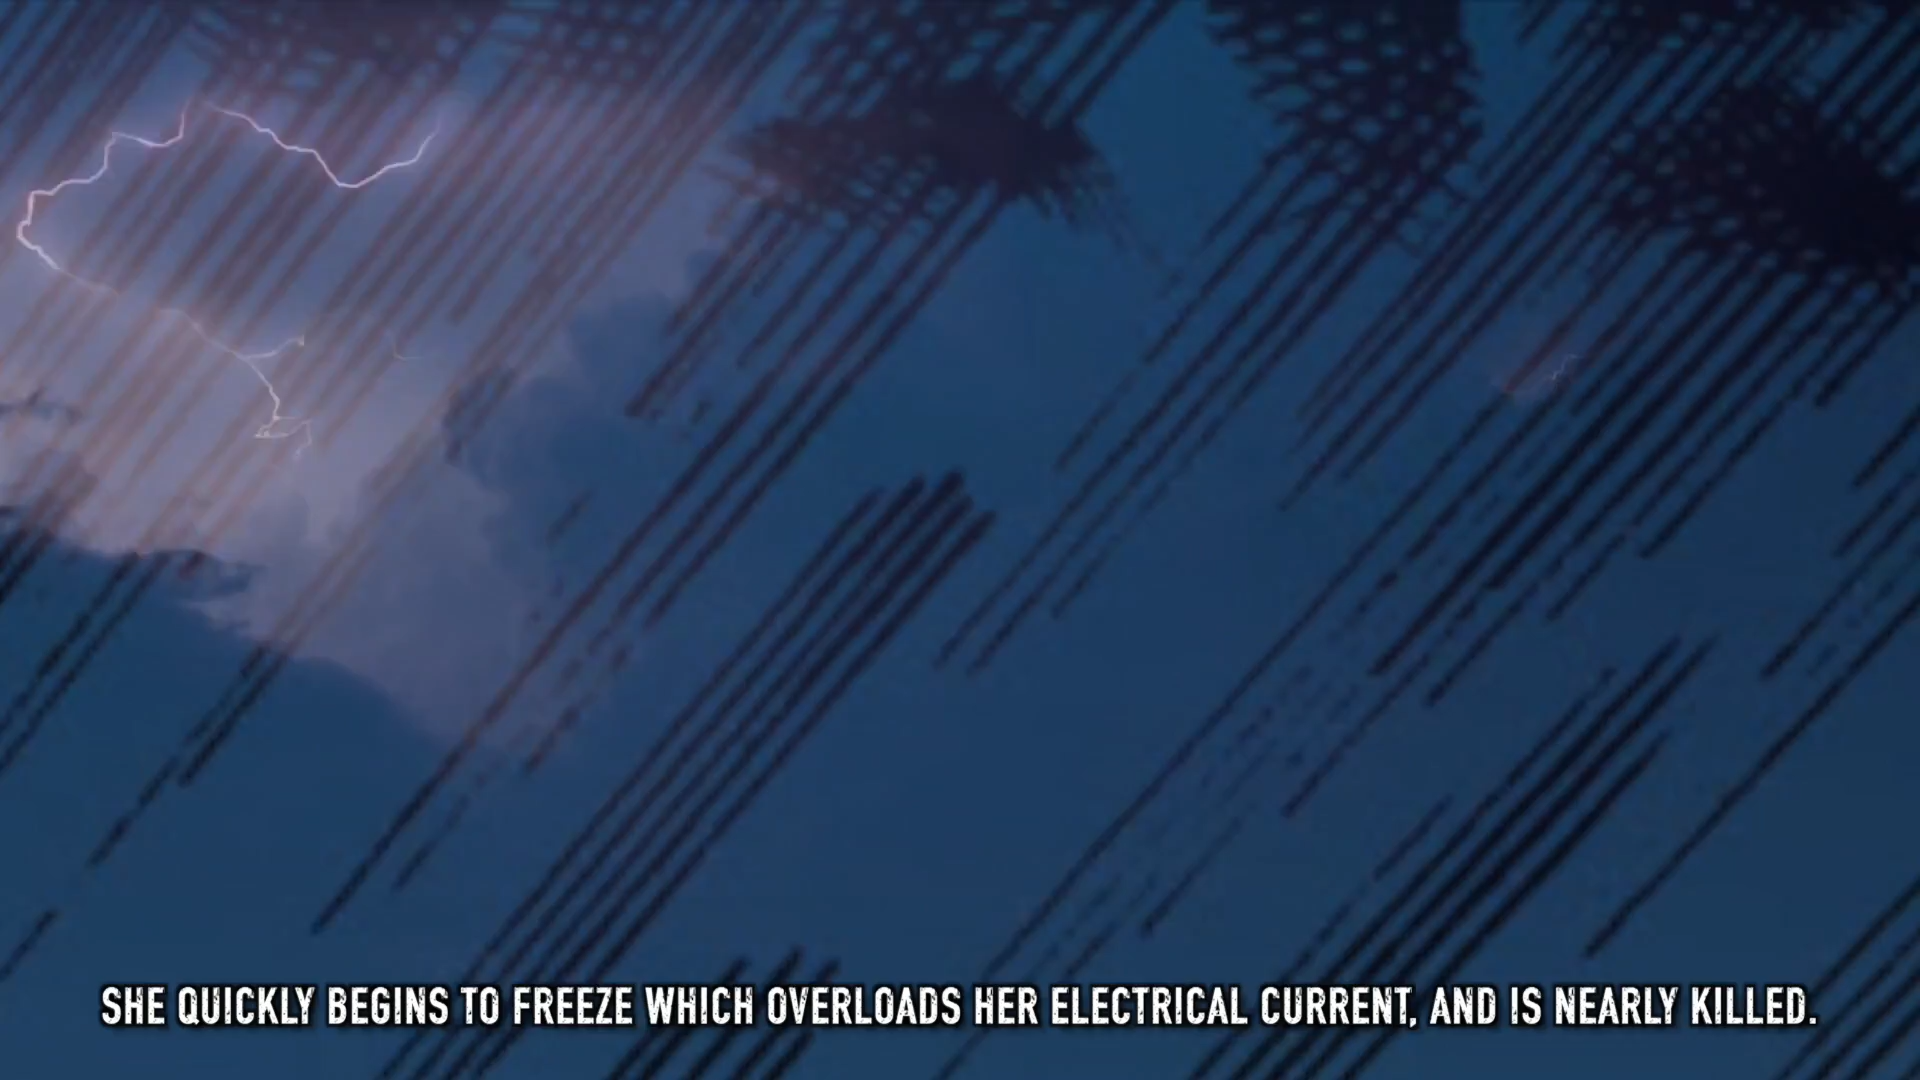 SHE QUICKLY BEGINS TO FREEZE WHICH OVERLOADS HER ELECTRICAL CURRENT, AND IS NEARLY KILLED.